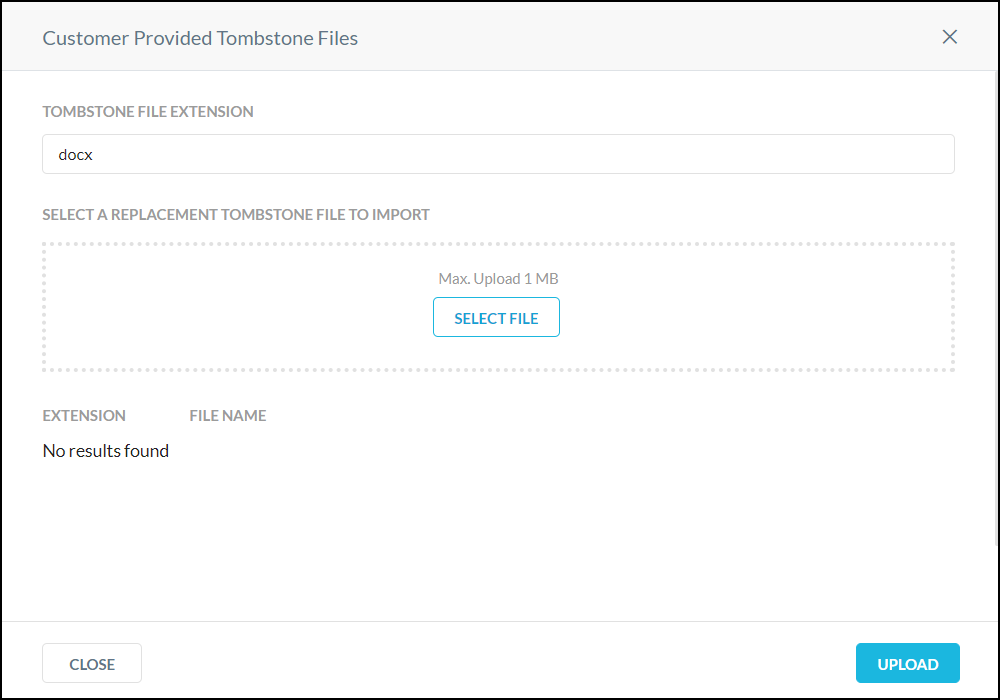 Customer Provided Tombstone Files
TOMBSTONE FILE EXTENSION
docx
SELECT A REPLACEMENT TOMBSTONE FILE TO IMPORT
Max. Upload 1 MB
SELECT FILE
EXTENSION FILE NAME
No results found
CLOSE UPLOAD